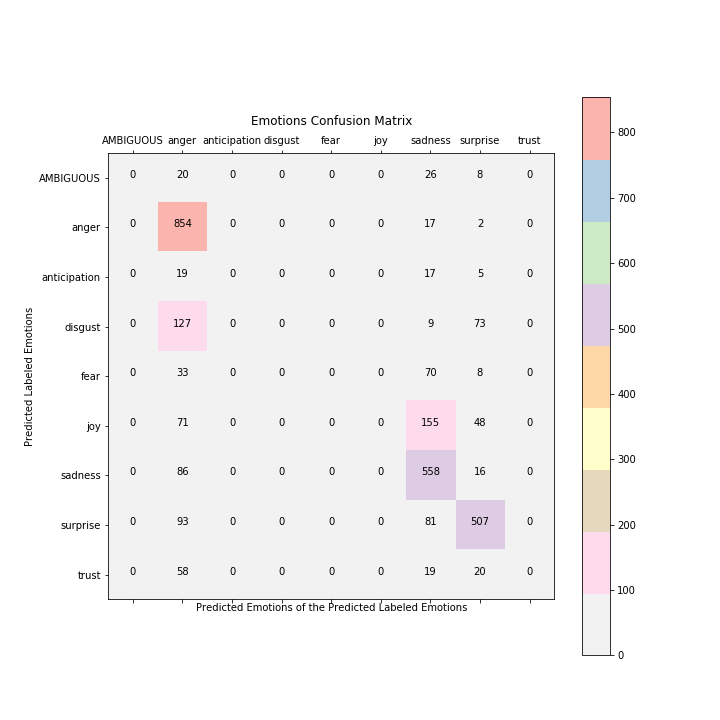 Emotions Confusion Matrix
AMBIGUOUS anger anticipation disgust fear joy sadness surprise trust
AMBIGUOUS 0 20 0 0 0 0 26 8 0
anger 0 854 0 0 0 0 17 2 0
anticipation 0 19 0 0 0 0 17 5 0
disgust 0 127 0 0 0 0 9 73 0
fear 0 33 0 0 0 0 70 8 0
joy 0 71 0 0 0 0 155 48 0
sadness 0 86 0 0 0 0 558 16 0
surprise 0 93 0 0 0 0 81 507 0
trust 0 58 0 0 0 0 19 20 0
Predicted Labeled Emotions
Predicted Emotions of the Predicted Labeled Emotions
800
700
600
500
400
300
200
100
0